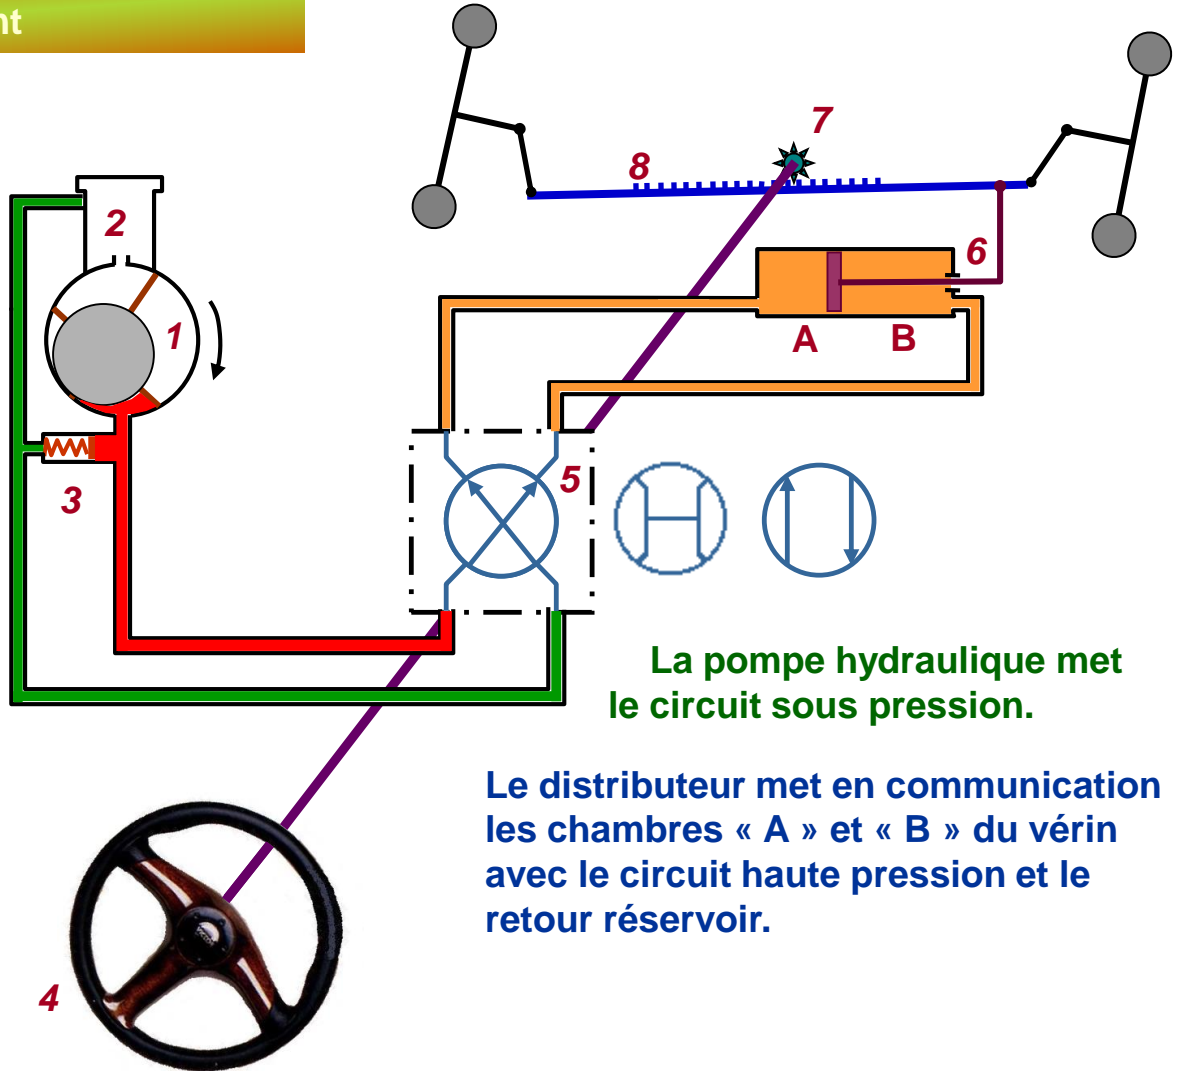 nt
7
8
2
6
1
A B
5
3
La pompe hydraulique met
le circuit sous pression.
Le distributeur met en communication
les chambres « A » et « B » du vérin
avec le circuit haute pression et le
retour réservoir.
4